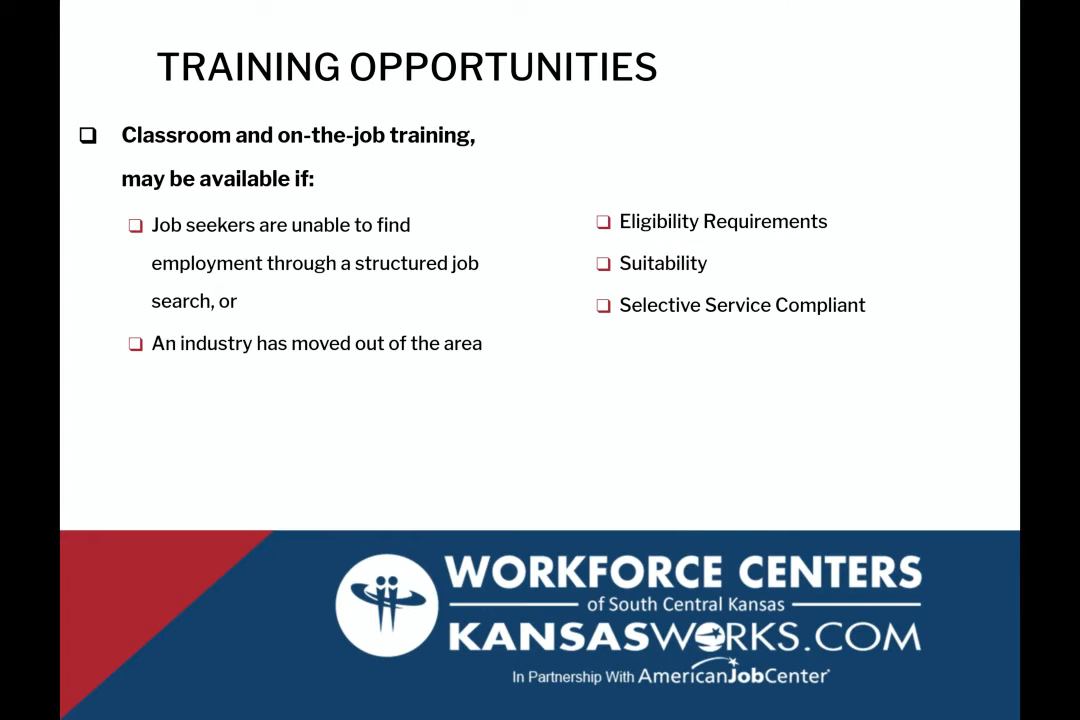 TRAINING OPPORTUNITIES
❑ Classroom and on-the-job training,
may be available if:
❑ Job seekers are unable to find
employment through a structured job
search, or
❑ An industry has moved out of the area
❑ Eligibility Requirements
❑ Suitability
❑ Selective Service Compliant
WORKFORCE CENTERS
of South Central Kansas
KANSASWORKS.COM
In Partnership With AmericanJobCenter®